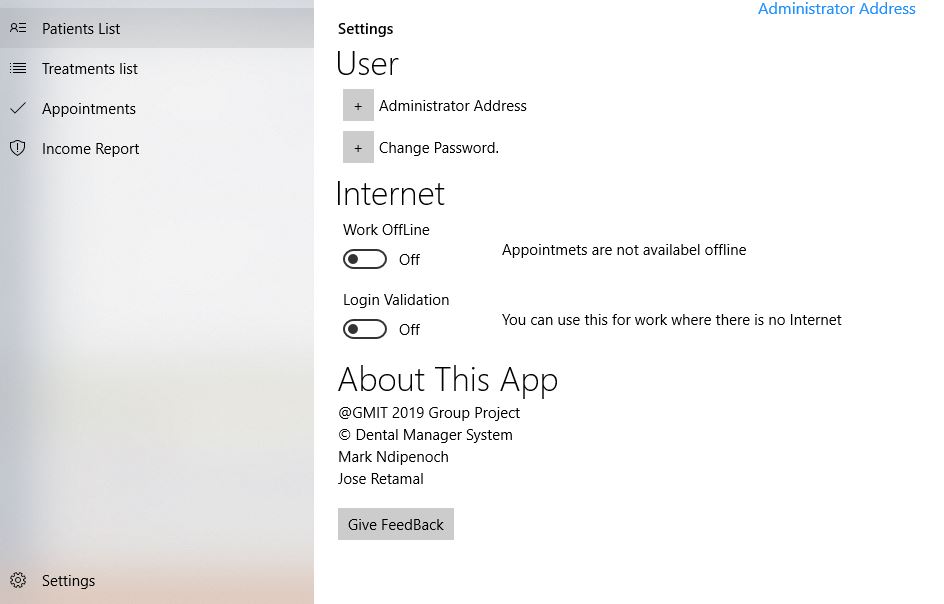 Patients List
Treatments list
Appointments
Income Report
Settings
Administrator Address
Settings
User
+ Administrator Address
+ Change Password.
Internet
Work OffLine
Off
Appointmets are not availabel offline
Login Validation
Off
You can use this for work where there is no Internet
About This App
@GMIT 2019 Group Project
© Dental Manager System
Mark Ndipenoch
Jose Retamal
Give FeedBack